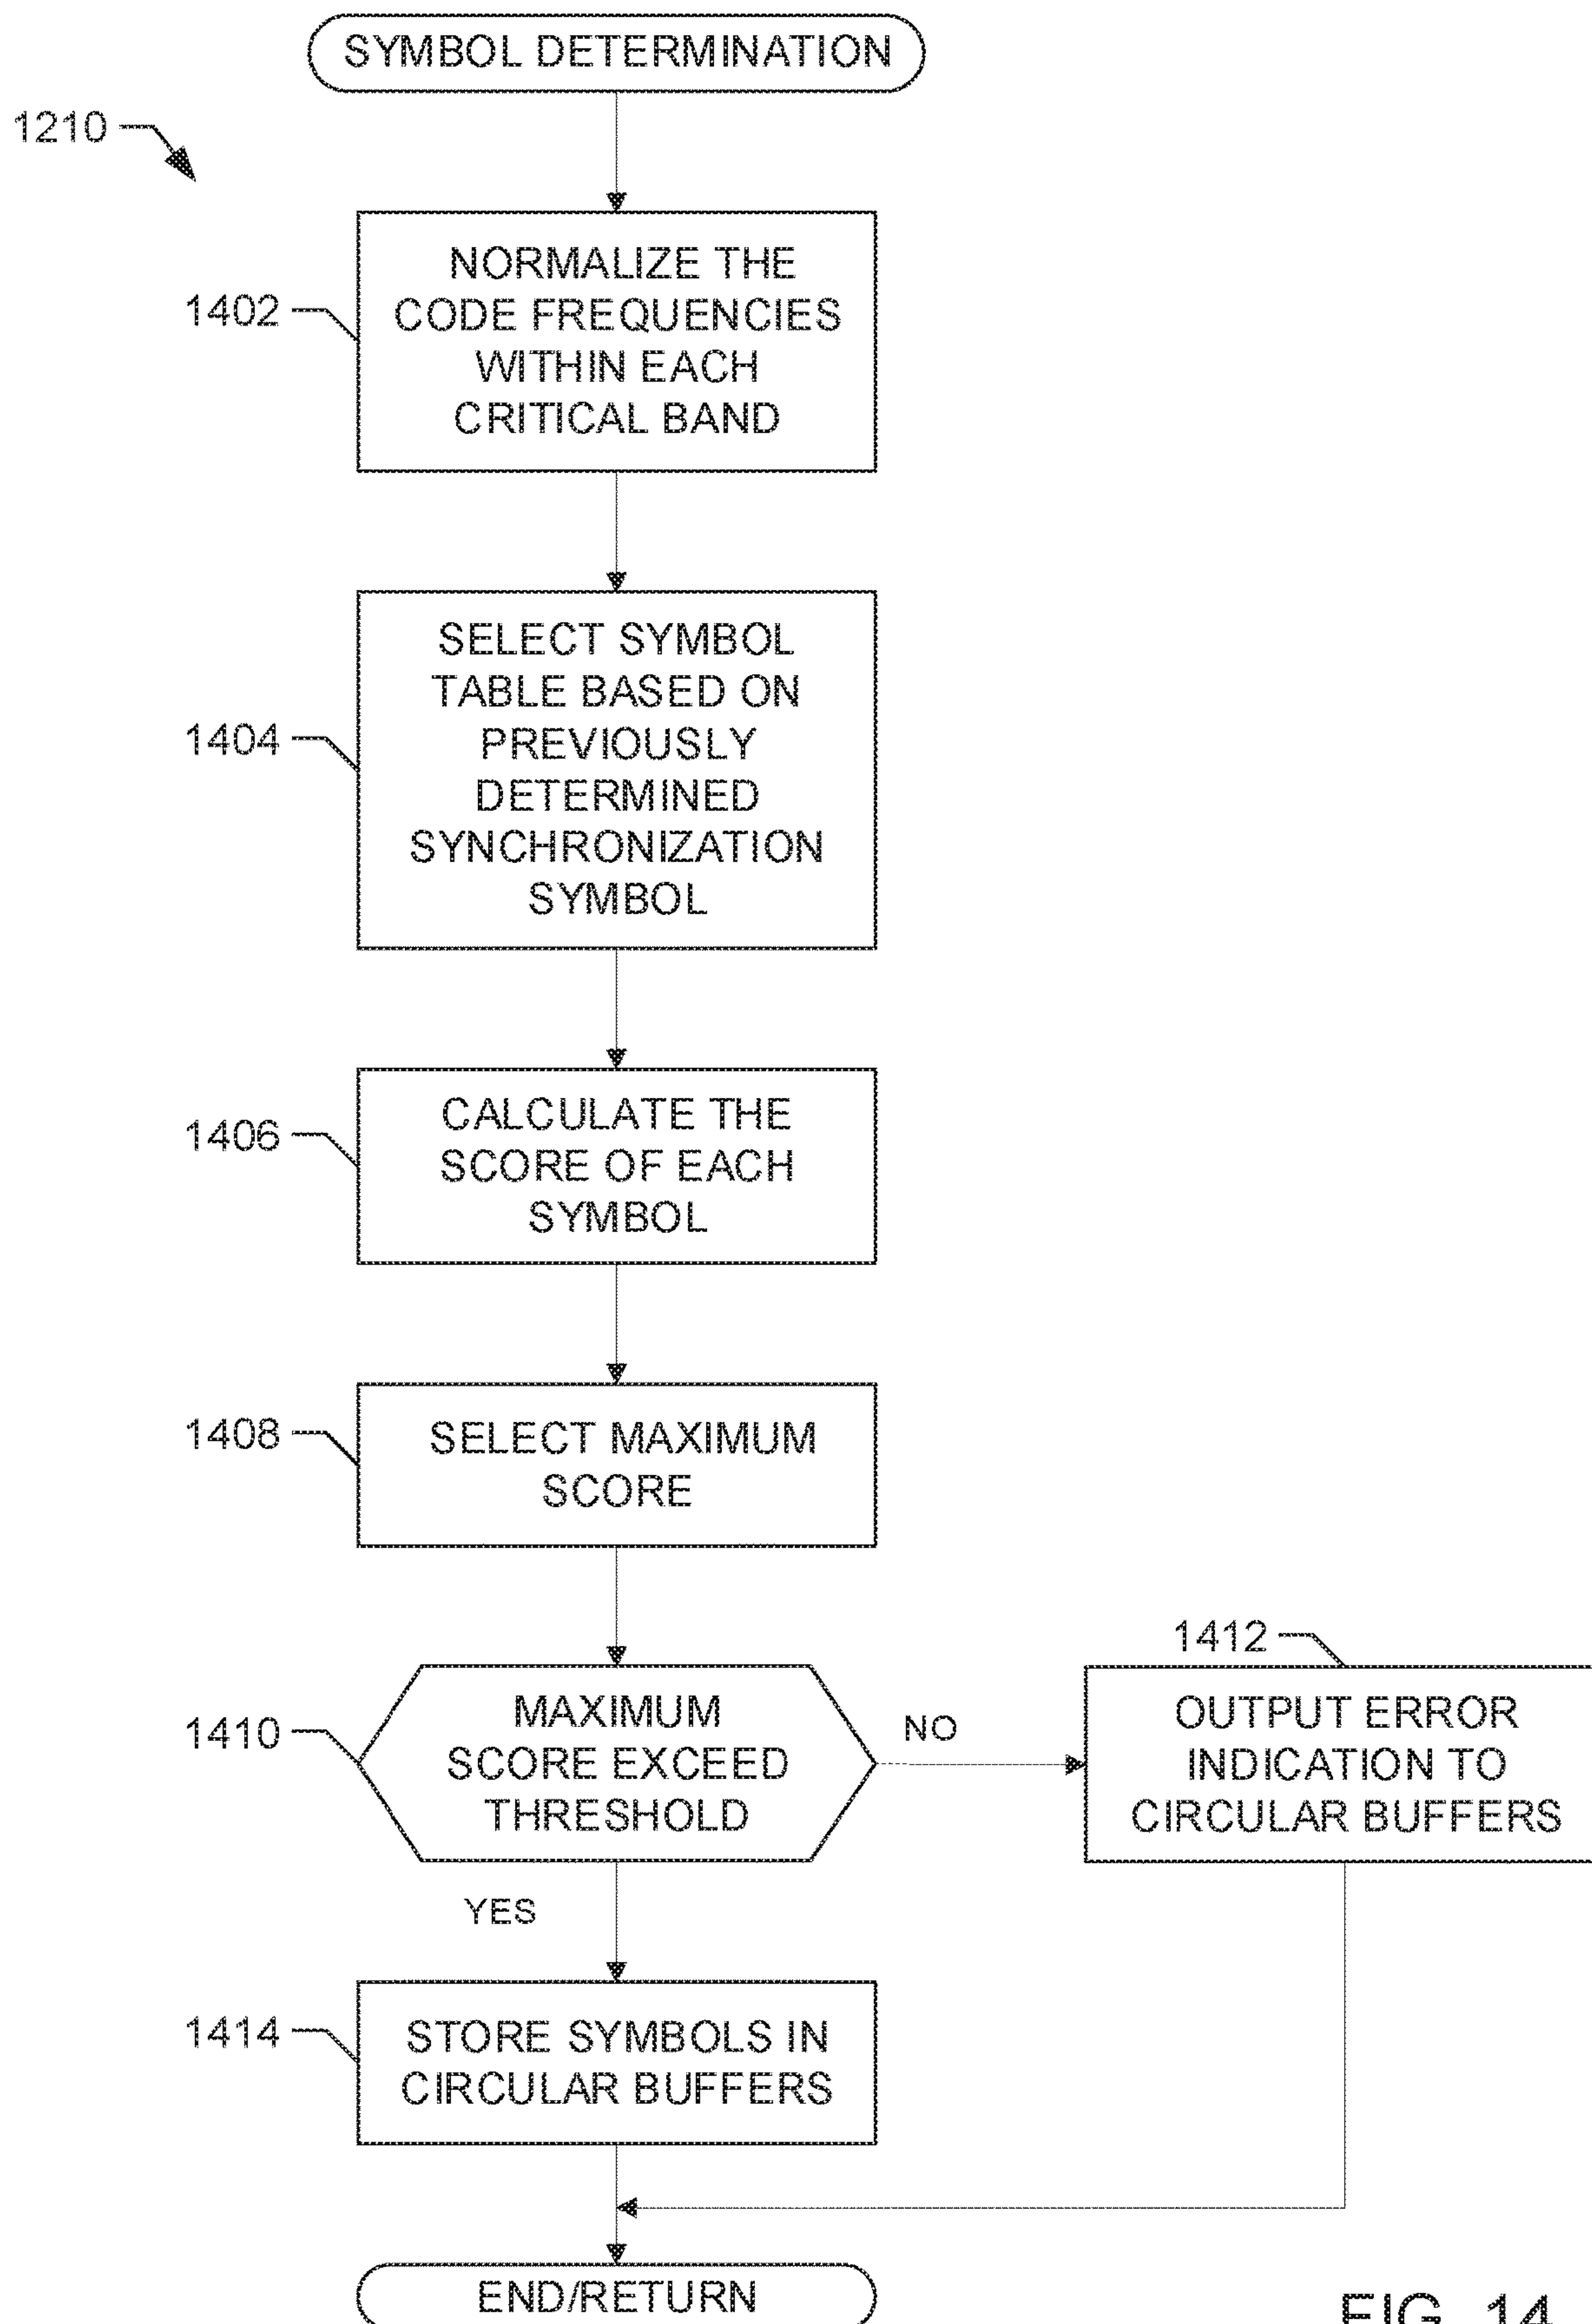 SYMBOL DETERMINATION
1210
NORMALIZE THE
CODE FREQUENCIES
WITHIN EACH
CRITICAL BAND
1402
SELECT SYMBOL
TABLE BASED ON
PREVIOUSLY
DETERMINED
SYNCHRONIZATION
SYMBOL
1404
CALCULATE THE
SCORE OF EACH
SYMBOL
1406
SELECT MAXIMUM
SCORE
1408
MAXIMUM
SCORE EXCEED
THRESHOLD
1410
NO
1412
OUTPUT ERROR
INDICATION TO
CIRCULAR BUFFERS
YES
STORE SYMBOLS IN
CIRCULAR BUFFERS
1414
END/RETURN
FIG. 14